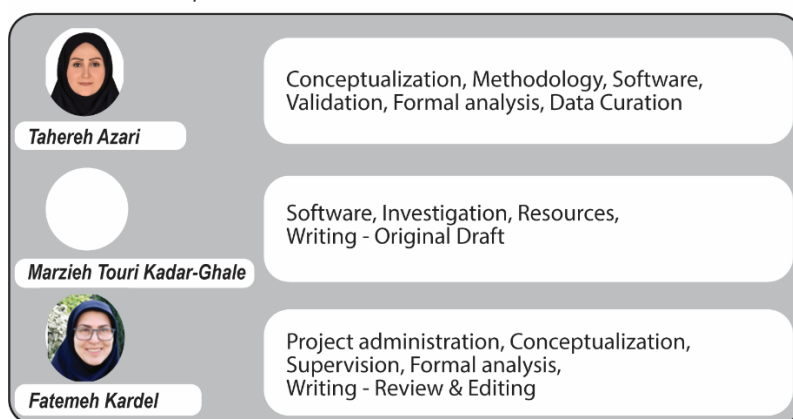 Conceptualization, Methodology, Software,
Validation, Formal analysis, Data Curation
Tahereh Azari
Software, Investigation, Resources,
Writing - Original Draft
Marzieh Touri Kadar-Ghale
Project administration, Conceptualization,
Supervision, Formal analysis,
Writing - Review & Editing
Fatemeh Kardel